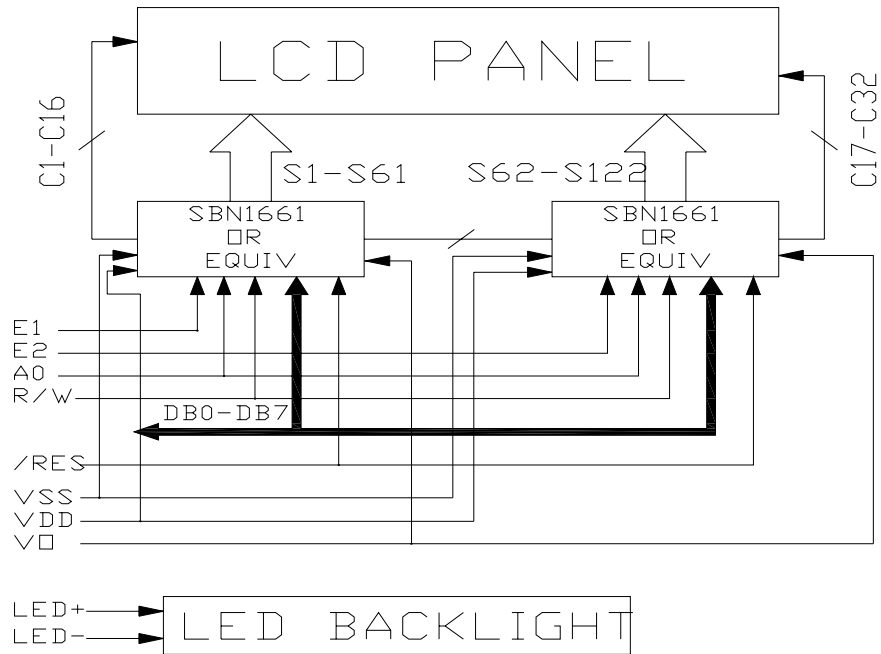 LCD PANEL
C1-C16
C17-C32
S1-S61
S62-S122
SBN1661
OR
EQUIV
SBN1661
OR
EQUIV
E1
E2
A0
R/W
DB0-DB7
/RES
VSS
VDD
VO
LED+
LED-
LED BACKLIGHT